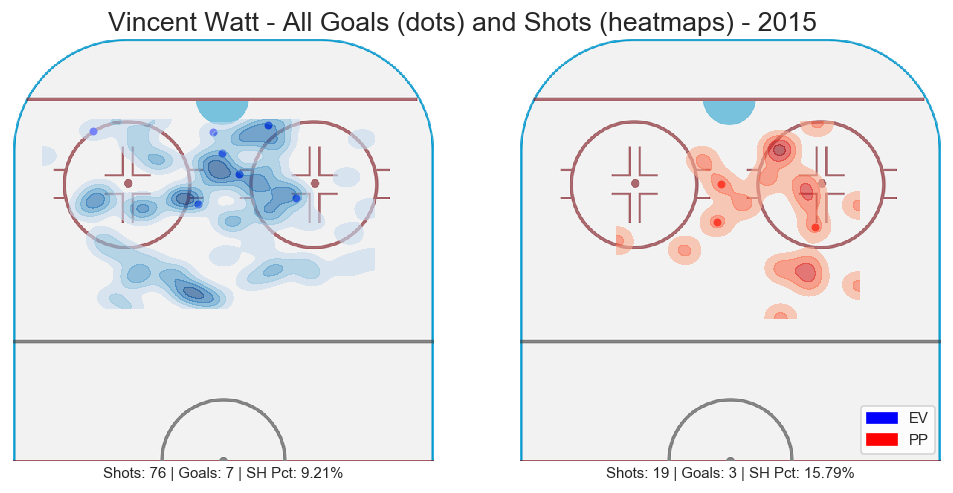 Vincent Watt - All Goals (dots) and Shots (heatmaps) - 2015
EV
PP
Shots: 76 | Goals: 7 | SH Pct: 9.21%
Shots: 19 | Goals: 3 | SH Pct: 15.79%